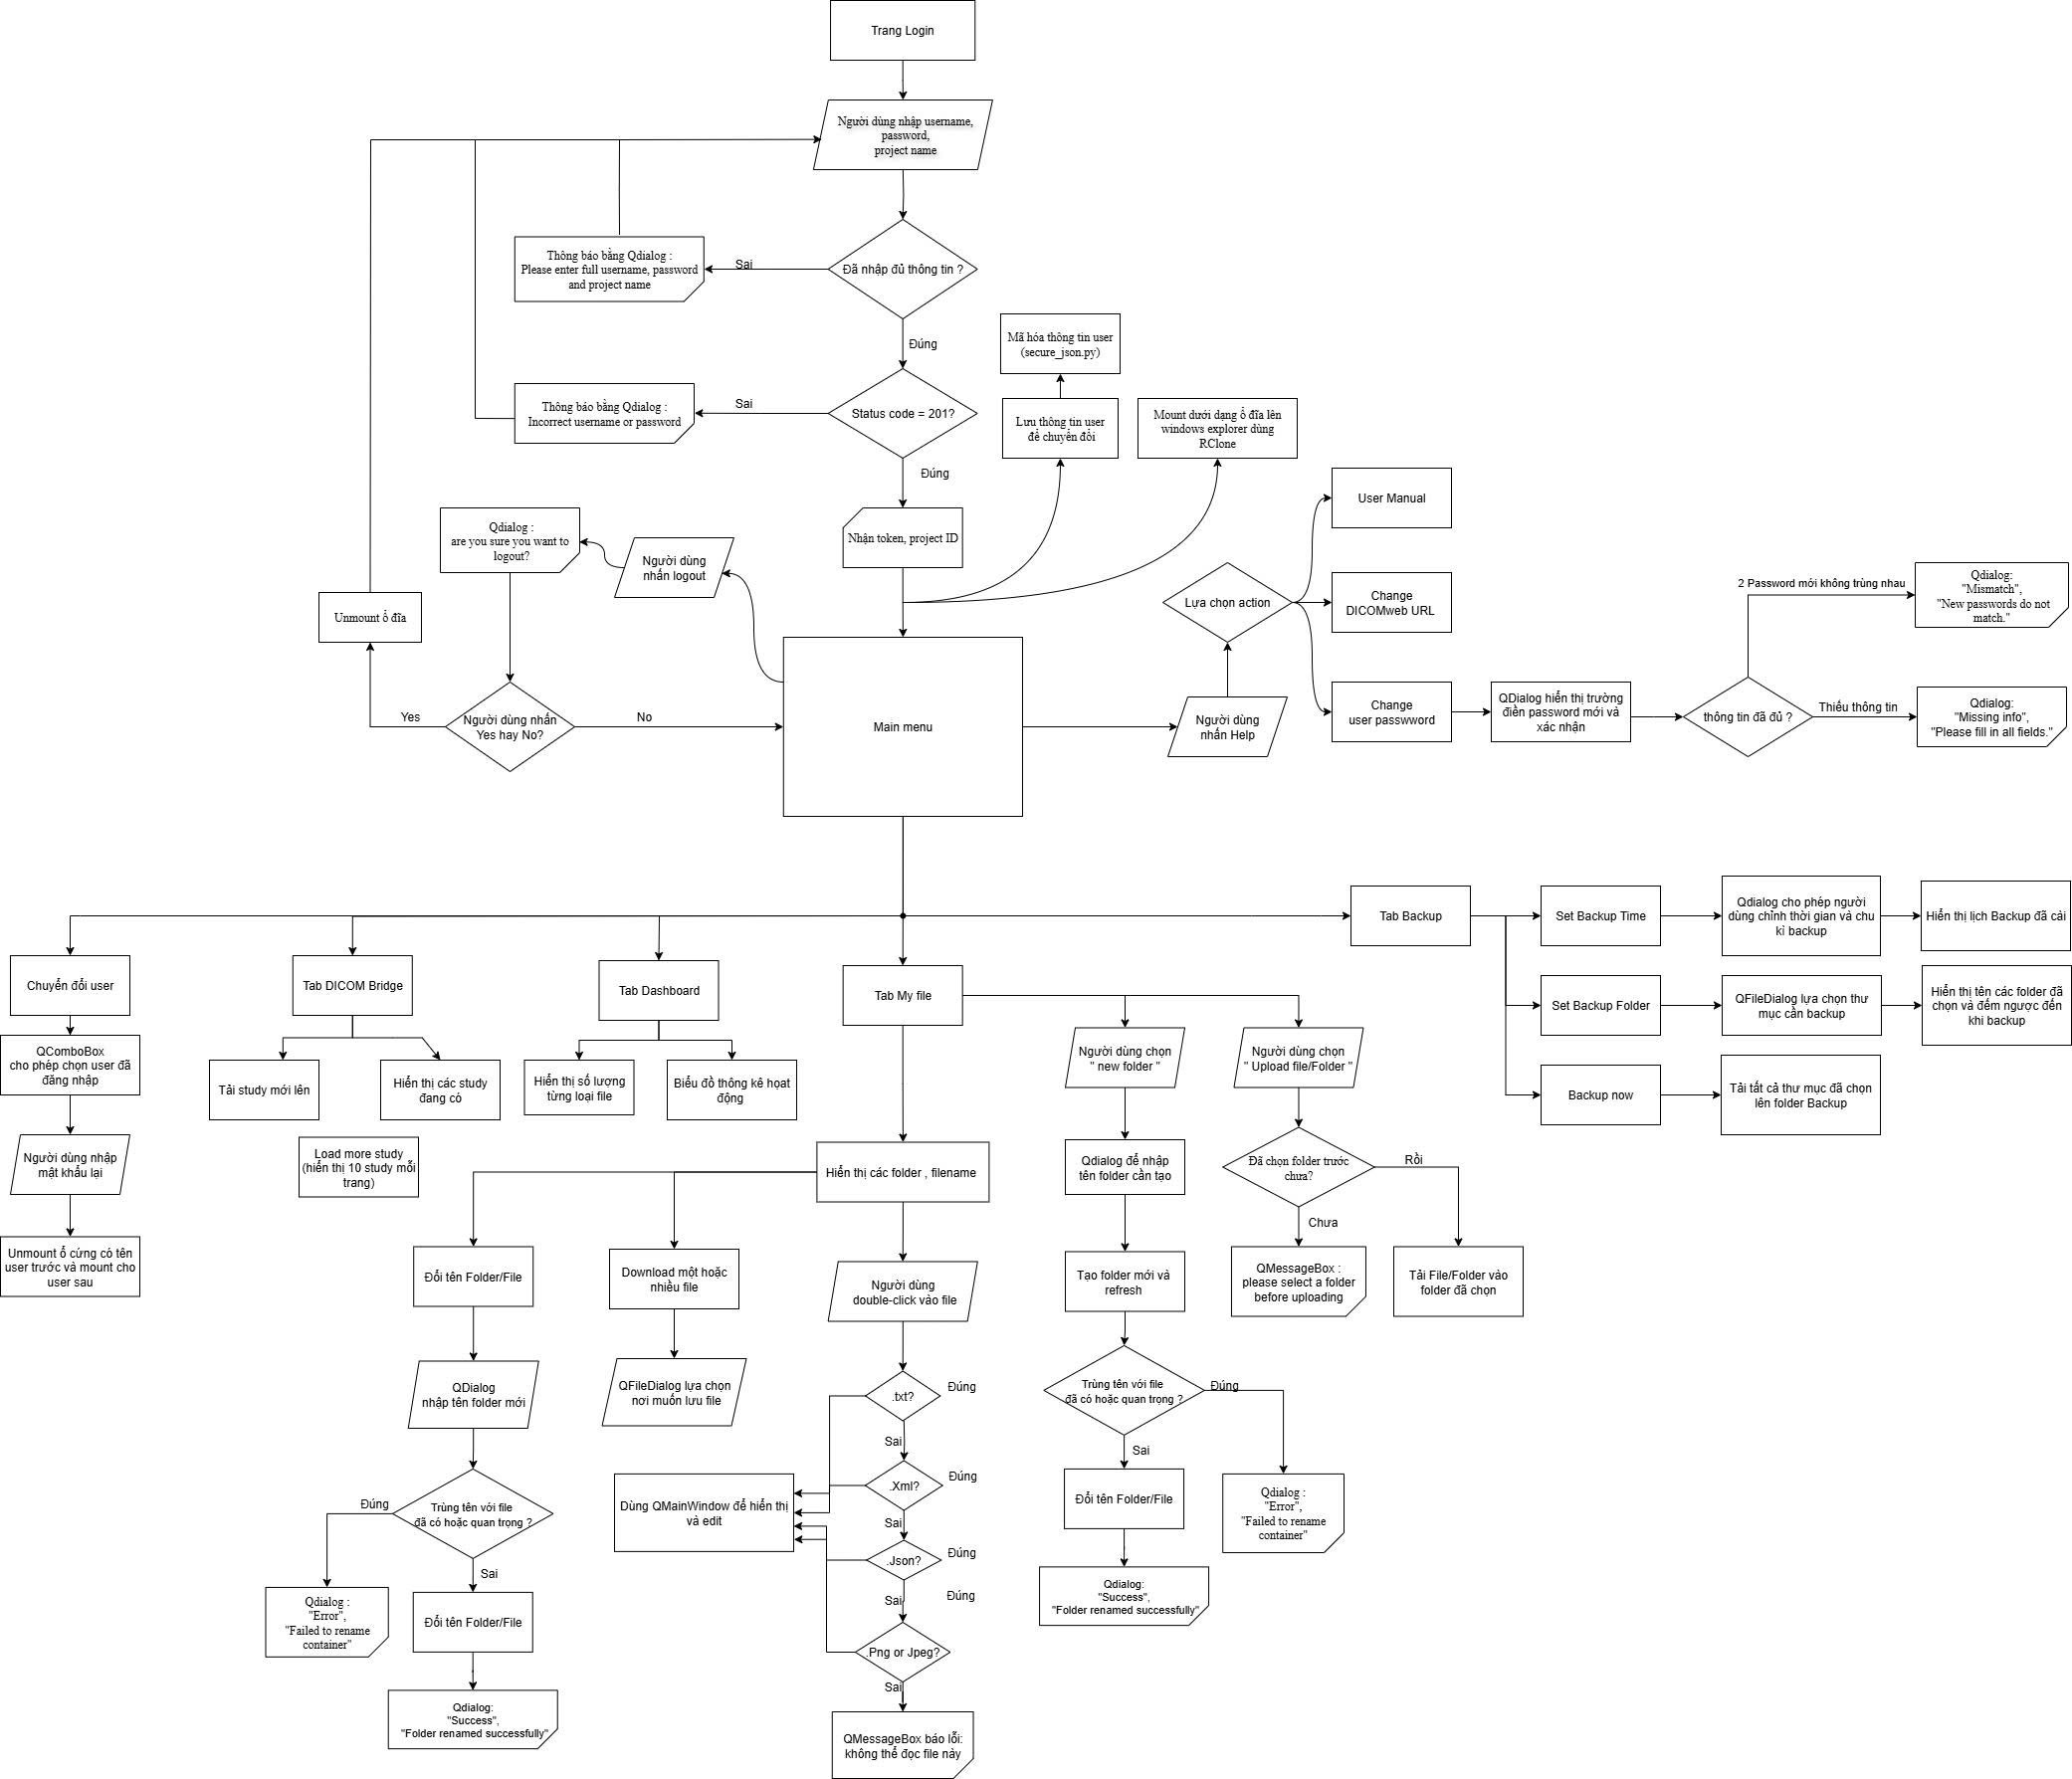 Trang Login
Người dùng nhập username,
password,
project name
Đã nhập đủ thông tin ?
Sai
Thông báo bằng Qdialog :
Please enter full username, password
and project name
Đúng
Status code = 201?
Sai
Thông báo bằng Qdialog :
Incorrect username or password
Đúng
Mã hóa thông tin user
(secure_json.py)
Lưu thông tin user
để chuyển đổi
Mount dưới dạng ổ đĩa lên
windows explorer dùng
RClone
Nhận token, project ID
Qdialog :
are you sure you want to
logout?
Người dùng
nhấn logout
Unmount ổ đĩa
Yes
Người dùng nhấn
Yes hay No?
No
Main menu
Người dùng
nhấn Help
Lựa chọn action
User Manual
Change
DICOMweb URL
Change
user passwword
QDialog hiển thị trường
điền password mới và
xác nhận
thông tin đã đủ ?
2 Password mới không trùng nhau
Qdialog:
"Mismatch",
"New passwords do not
match."
Thiếu thông tin
Qdialog:
"Missing info",
"Please fill in all fields."
Chuyển đổi user
QComboBox
cho phép chọn user đã
đăng nhập
Người dùng nhập
mật khẩu lại
Unmount ổ cứng có tên
user trước và mount cho
user sau
Tab DICOM Bridge
Tải study mới lên
Hiển thị các study
đang có
Load more study
(hiển thị 10 study mỗi
trang)
Tab Dashboard
Hiển thị số lượng
từng loại file
Biểu đồ thông kê hoạt
động
Tab My file
Hiển thị các folder , filename
Đổi tên Folder/File
QDialog
nhập tên folder mới
Trùng tên với file
đã có hoặc quan trọng ?
Đúng
Qdialog :
"Error",
"Failed to rename
container"
Sai
Đổi tên Folder/File
Qdialog:
"Success",
"Folder renamed successfully"
Download một hoặc
nhiều file
QFileDialog lựa chọn
nơi muốn lưu file
Người dùng
double-click vào file
.txt?
Đúng
Sai
.Xml?
Đúng
Sai
.Json?
Đúng
Sai
Đúng
.Png or Jpeg?
Sai
Dùng QMainWindow để hiển thị
và edit
QMessageBox báo lỗi:
không thể đọc file này
Người dùng chọn
" new folder "
Qdialog để nhập
tên folder cần tạo
Tạo folder mới và
refresh
Trùng tên với file
đã có hoặc quan trọng ?
Đúng
Qdialog :
"Error",
"Failed to rename
container"
Sai
Đổi tên Folder/File
Qdialog:
"Success",
"Folder renamed successfully"
Người dùng chọn
" Upload file/Folder "
Đã chọn folder trước
chưa?
Rồi
Chưa
QMessageBox :
please select a folder
before uploading
Tải File/Folder vào
folder đã chọn
Tab Backup
Set Backup Time
Qdialog cho phép người
dùng chỉnh thời gian và chu
kì backup
Hiển thị lịch Backup đã cài
Set Backup Folder
QFileDialog lựa chọn thư
mục cần backup
Hiển thị tên các folder đã
chọn và đếm ngược đến
khi backup
Backup now
Tải tất cả thư mục đã chọn
lên folder Backup